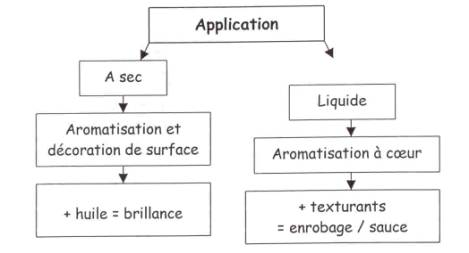 Application
A sec
Aromatisation et
décoration de surface
+ huile = brillance
Liquide
Aromatisation à cœur
+ texturants
= enrobage / sauce